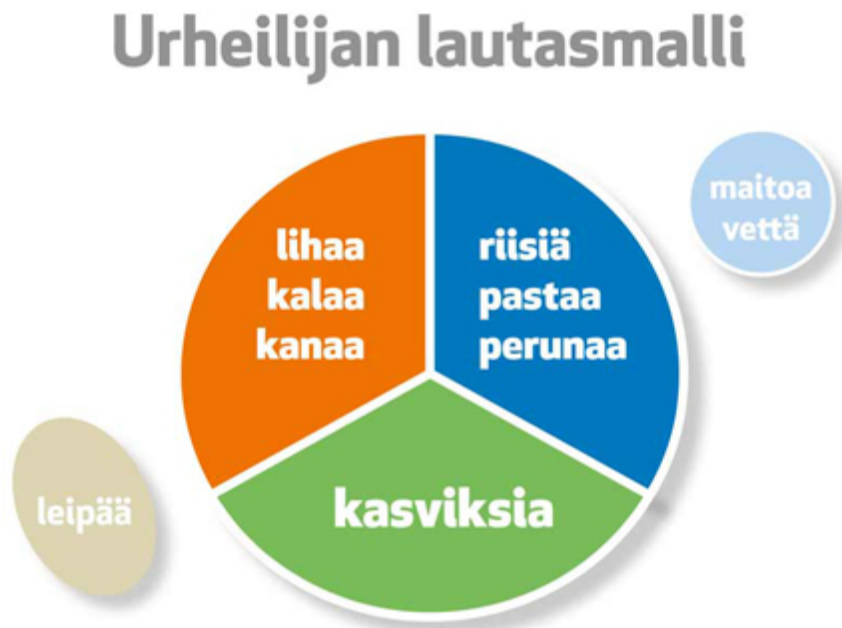 Urheilijan lautasmalli
lihaa
kalaa
kanaa
riisiä
pastaa
perunaa
maitoa
vettä
leipää
kasviksia